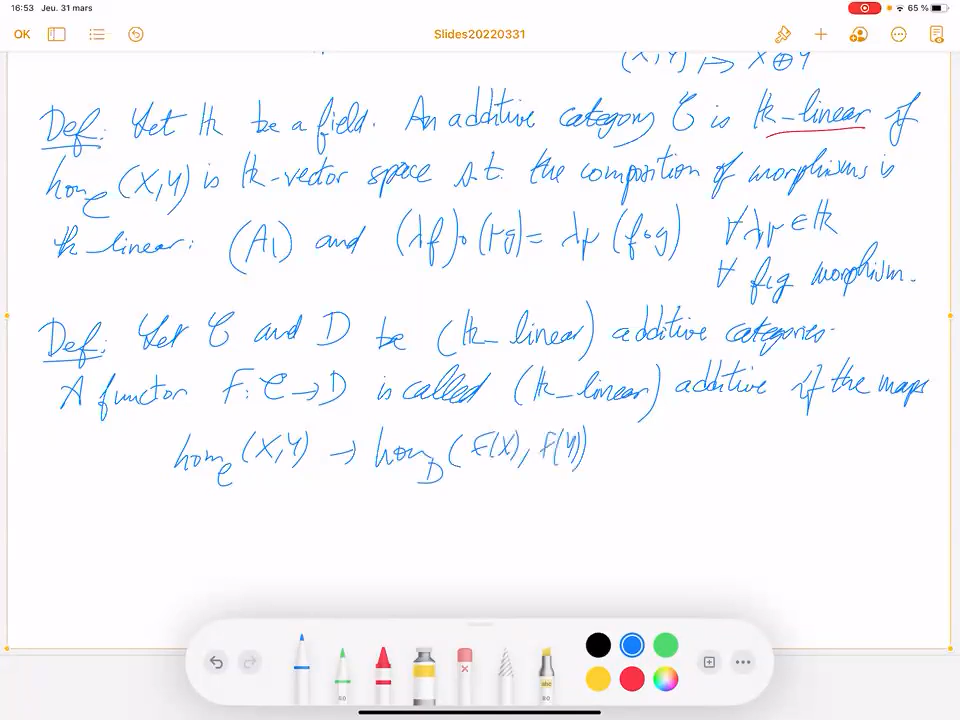 16:53 Jeu. 31 mars
65 %
OK
Slides20220331
(X,Y) ↦ X ⊕ Y
Def: Let 𝕜 be a field. An additive category C is 𝕜-linear if
hom_C (X,Y) is 𝕜-vector space s.t. the composition of morphisms is
𝕜-linear: (A1) and (λf)∘(μg) = λμ (f∘g) ∀ λ,μ ∈ 𝕜
∀ f,g morphism.
Def: Let C and D be (𝕜-linear) additive categories.
A functor F: C → D is called (𝕜-linear) additive if the maps
hom_C (X,Y) → hom_D (F(X), F(Y))